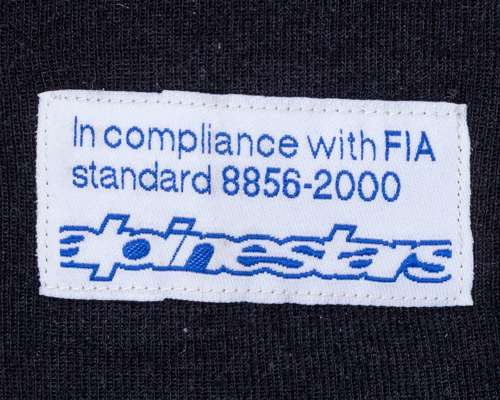 In compliance with FIA
standard 8856-2000
alpinestars